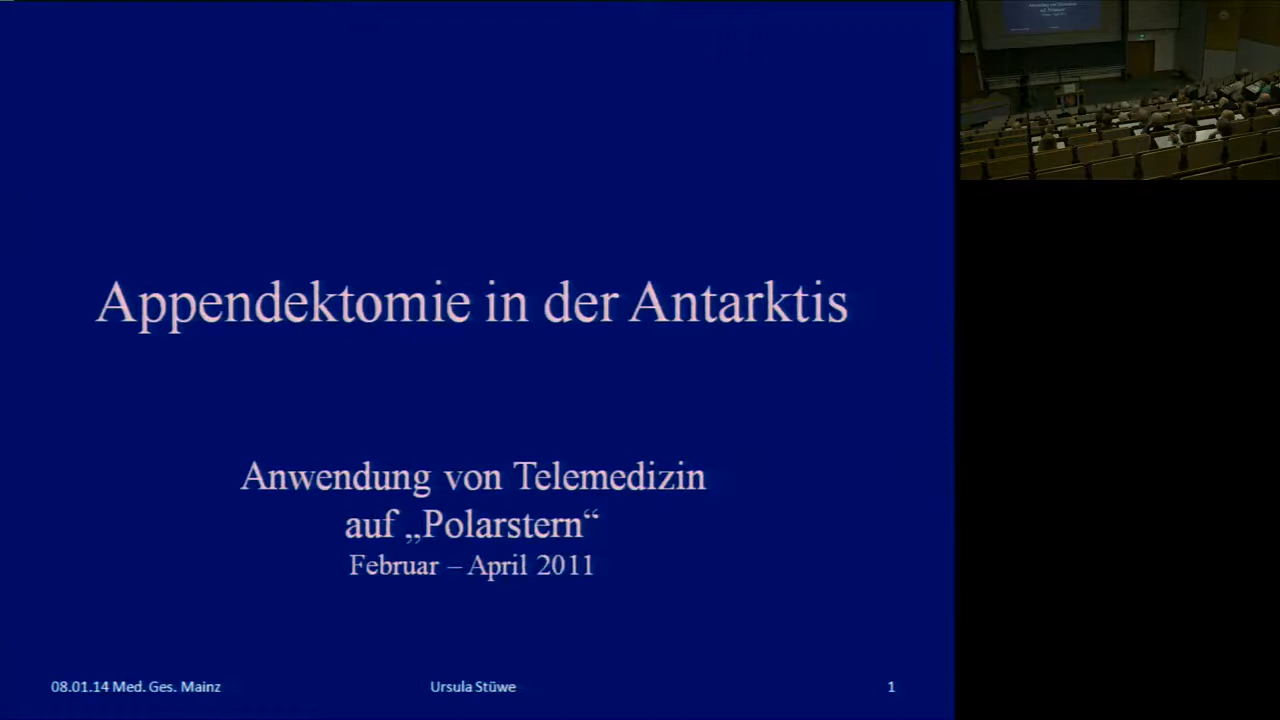 Appendektomie in der Antarktis
Anwendung von Telemedizin
auf „Polarstern“
Februar – April 2011
08.01.14 Med. Ges. Mainz
Ursula Stüwe
1